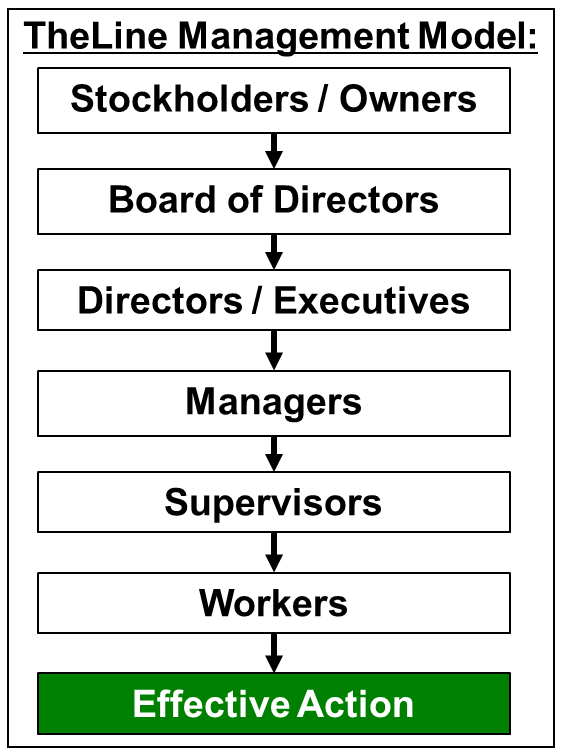 TheLine Management Model:
Stockholders / Owners
Board of Directors
Directors / Executives
Managers
Supervisors
Workers
Effective Action